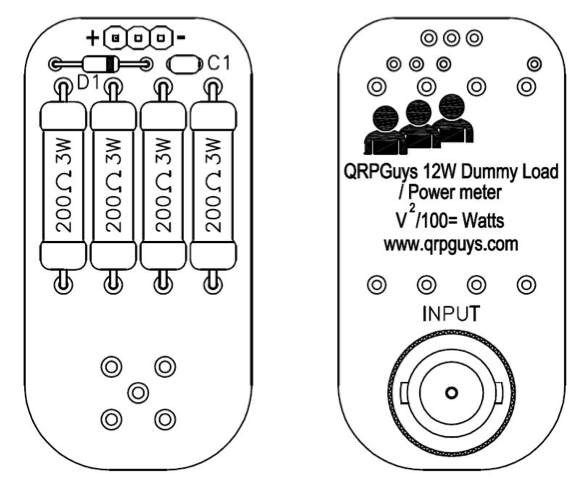 + -
D1 C1
200Ω 3W
200Ω 3W
200Ω 3W
200Ω 3W
QRPGuys 12W Dummy Load
/ Power meter
V²/100= Watts
www.qrpguys.com
INPUT